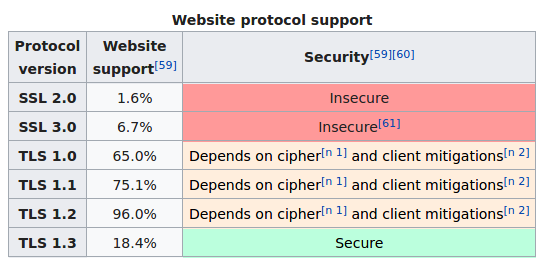 Website protocol support
Protocol version Website support[59] Security[59][60]
SSL 2.0 1.6% Insecure
SSL 3.0 6.7% Insecure[61]
TLS 1.0 65.0% Depends on cipher[n 1] and client mitigations[n 2]
TLS 1.1 75.1% Depends on cipher[n 1] and client mitigations[n 2]
TLS 1.2 96.0% Depends on cipher[n 1] and client mitigations[n 2]
TLS 1.3 18.4% Secure